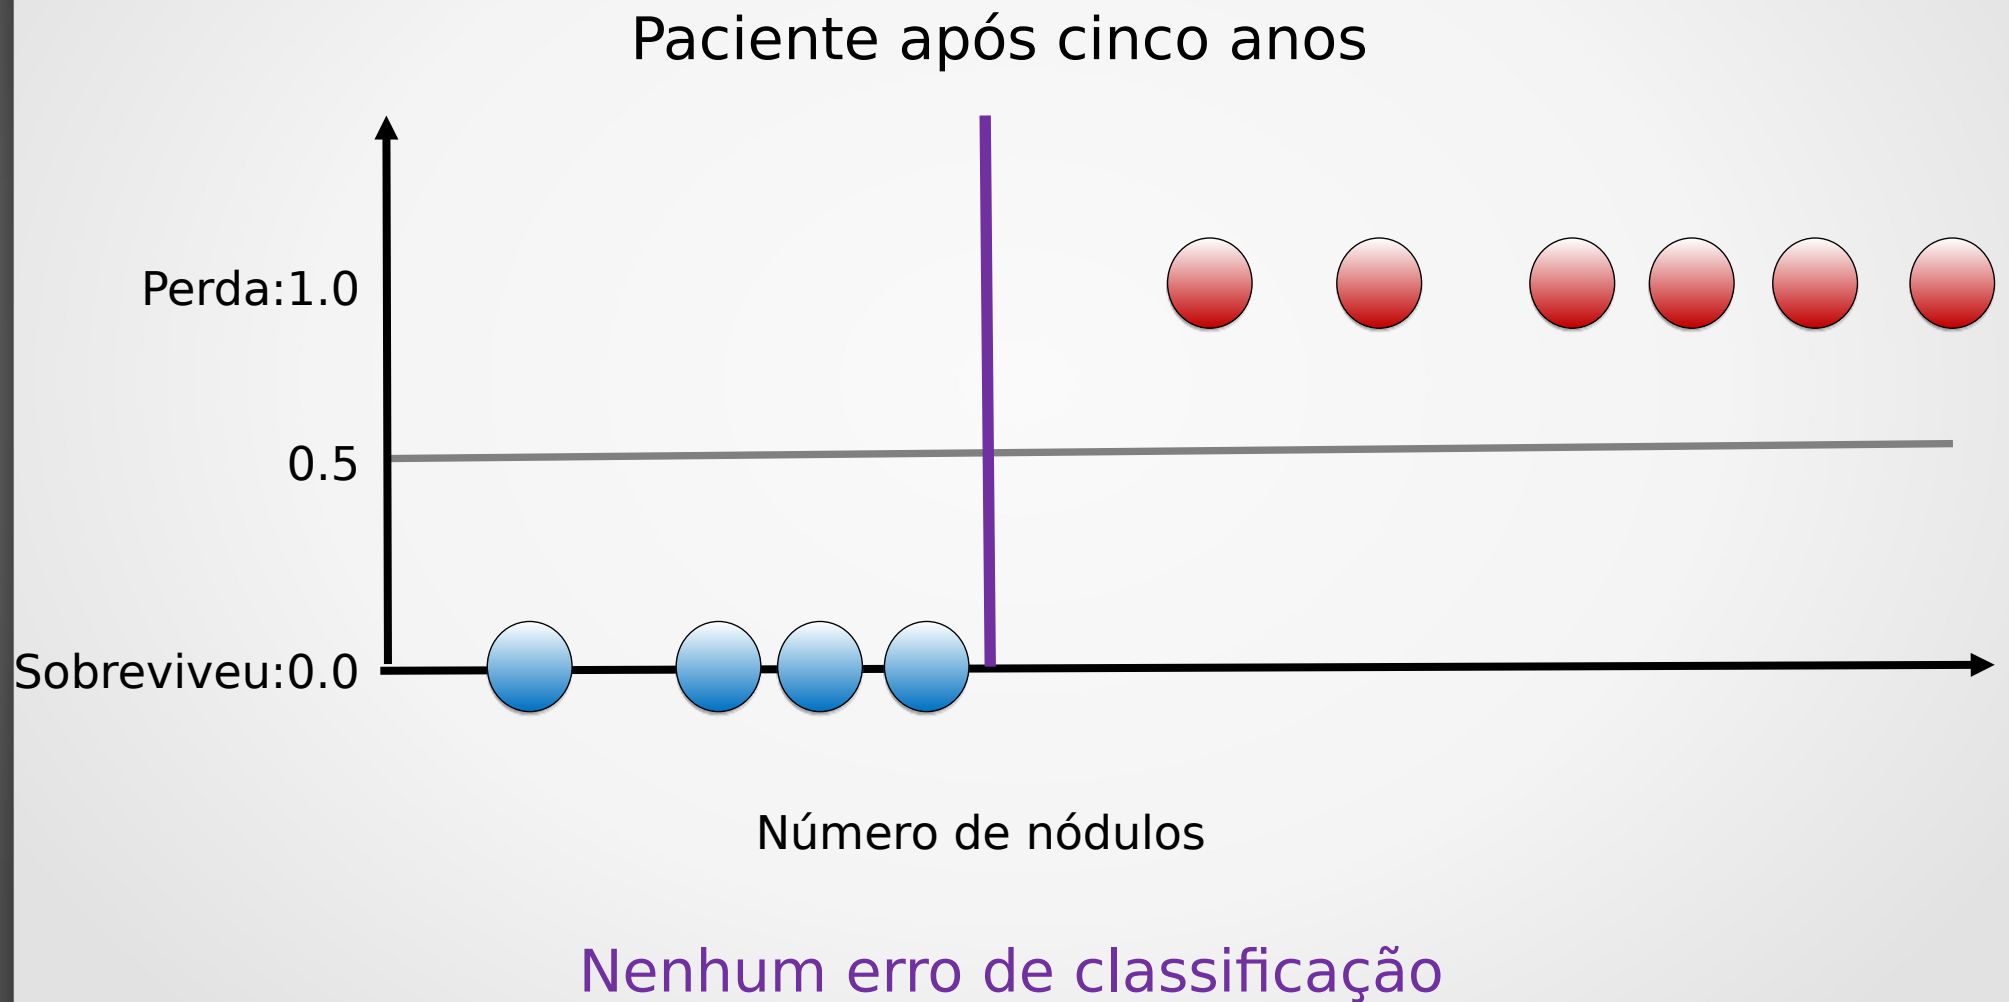 Paciente após cinco anos
Perda:1.0
0.5
Sobreviveu:0.0
Número de nódulos
Nenhum erro de classificação